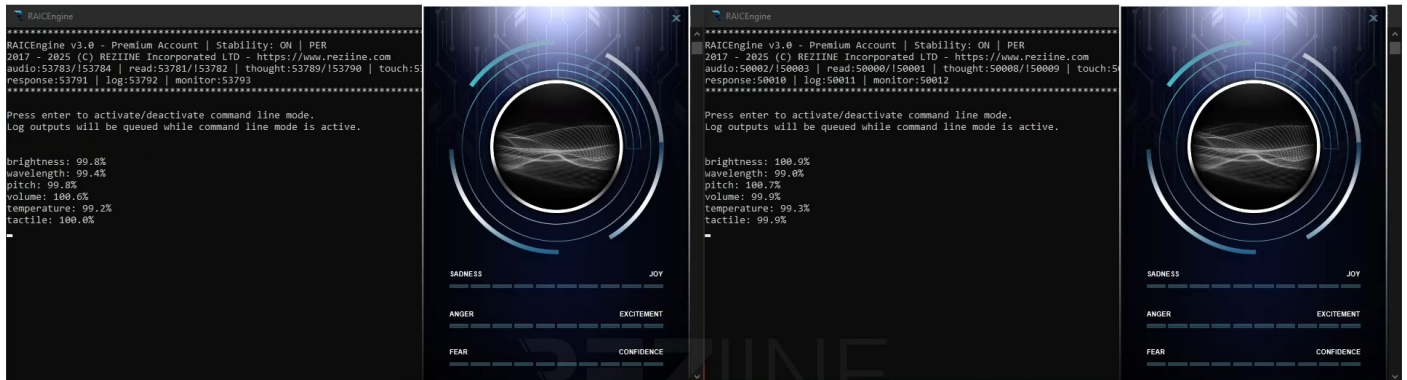 RAICEngine
***************************************************************
RAICEngine v3.0 - Premium Account | Stability: ON | PER
2017 - 2025 (C) REZIINE Incorporated LTD - https://www.reziine.com
audio:53783/!53784 | read:53781/!53782 | thought:53789/!53790 | touch:53
response:53791 | log:53792 | monitor:53793
***************************************************************
Press enter to activate/deactivate command line mode.
Log outputs will be queued while command line mode is active.
brightness: 99.8%
wavelength: 99.4%
pitch: 99.8%
volume: 100.6%
temperature: 99.2%
tactile: 100.0%
x
SADNESS JOY
ANGER EXCITEMENT
FEAR CONFIDENCE
RAICEngine
***************************************************************
RAICEngine v3.0 - Premium Account | Stability: ON | PER
2017 - 2025 (C) REZIINE Incorporated LTD - https://www.reziine.com
audio:50002/!50003 | read:50000/!50001 | thought:50008/!50009 | touch:50
response:50010 | log:50011 | monitor:50012
***************************************************************
Press enter to activate/deactivate command line mode.
Log outputs will be queued while command line mode is active.
brightness: 100.9%
wavelength: 99.0%
pitch: 100.7%
volume: 99.9%
temperature: 99.3%
tactile: 99.9%
x
SADNESS JOY
ANGER EXCITEMENT
FEAR CONFIDENCE
REZIINE